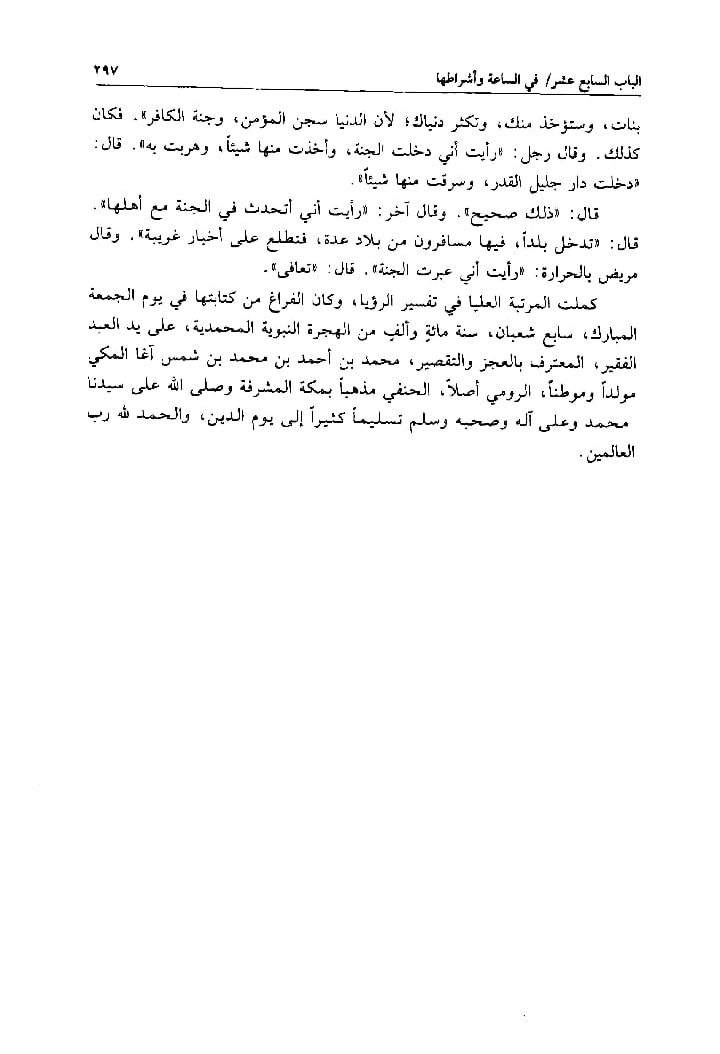 الباب السابع عشر/ في الساعة وأشراطها ٢٩٧
بنات، وستؤخذ منك، وتكثر دنياك؛ لأن الدنيا سجن المؤمن، وجنة الكافر». فكان
كذلك. وقال رجل: «رأيت أني دخلت الجنة، وأخذت منها شيئاً، وهربت به». قال:
«دخلت دار جليل القدر، وسرقت منها شيئاً».
قال: «ذلك صحيح». وقال آخر: «رأيت أني أتحدث في الجنة مع أهلها».
قال: «تدخل بلداً، فيها مسافرون من بلاد عدة، فتطلع على أخبار غريبة». وقال
مريض بالحرارة: «رأيت أني عبرت الجنة». قال: «تعافى».
كملت المرتبة العليا في تفسير الرؤيا، وكان الفراغ من كتابتها في يوم الجمعة
المبارك، سابع شعبان، سنة مائةٍ وألفٍ من الهجرة النبوية المحمدية، على يد العبد
الفقير، المعترف بالعجز والتقصير، محمد بن أحمد بن محمد بن شمس آغا المكي
مولداً وموطناً، الرومي أصلاً، الحنفي مذهباً بمكة المشرفة وصلى الله على سيدنا
محمد وعلى آله وصحبه وسلم تسليماً كثيراً إلى يوم الدين، والحمد لله رب
العالمين.